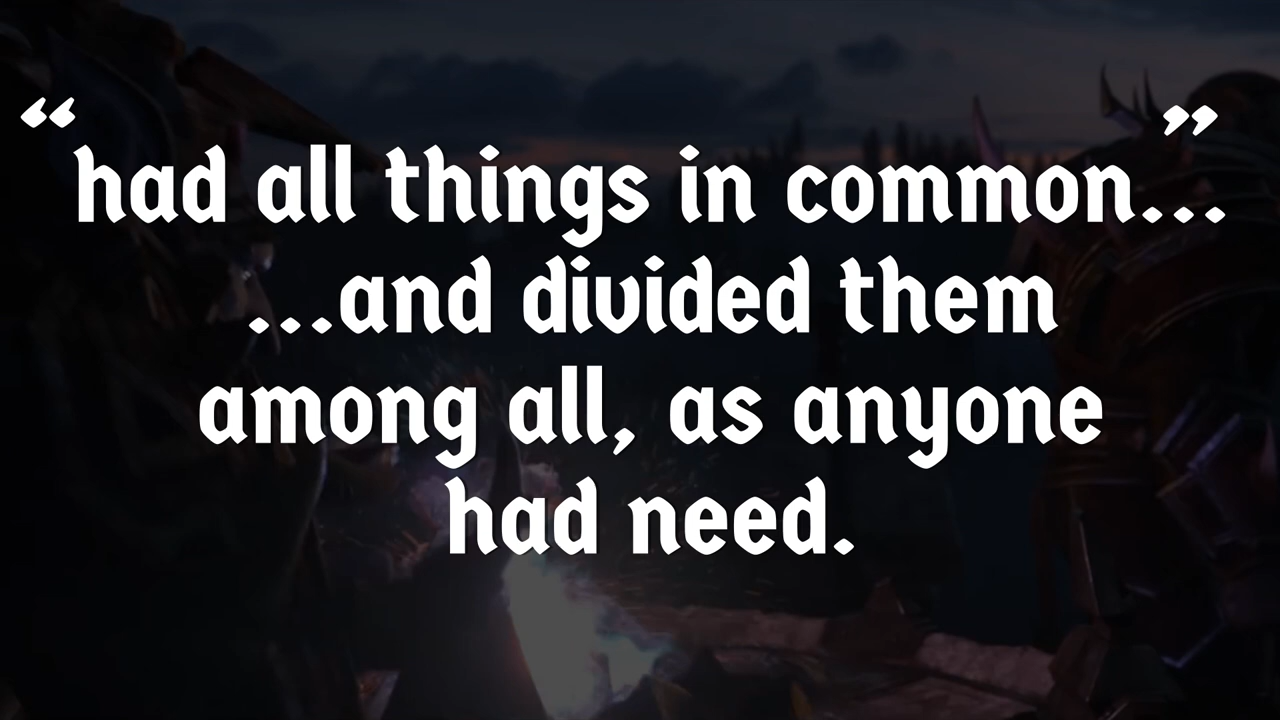 “had all things in common...”
...and divided them
among all, as anyone
had need.